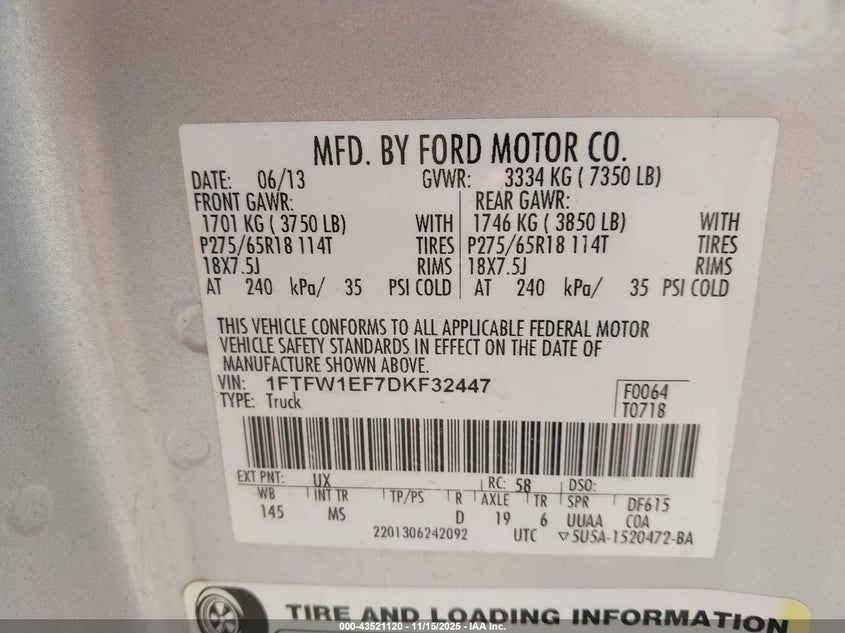 MFD. BY FORD MOTOR CO.
DATE: 06/13 GVWR: 3334 KG ( 7350 LB)
FRONT GAWR: REAR GAWR:
1701 KG ( 3750 LB) WITH 1746 KG ( 3850 LB) WITH
P275/65R18 114T TIRES P275/65R18 114T TIRES
18X7.5J RIMS 18X7.5J RIMS
AT 240 kPa/ 35 PSI COLD AT 240 kPa/ 35 PSI COLD
THIS VEHICLE CONFORMS TO ALL APPLICABLE FEDERAL MOTOR
VEHICLE SAFETY STANDARDS IN EFFECT ON THE DATE OF
MANUFACTURE SHOWN ABOVE.
VIN: 1FTFW1EF7DKF32447
TYPE: Truck
F0064
T0718
EXT PNT: UX RC: 58 DSO:
WB INT TR TP/PS R AXLE TR SPR DF615
145 MS D 19 6 UUAA COA
2201306242092 UTC ▽5U5A-1520472-BA
TIRE AND LOADING INFORMATION
000-43521120 - 11/15/2025 - IAA Inc.